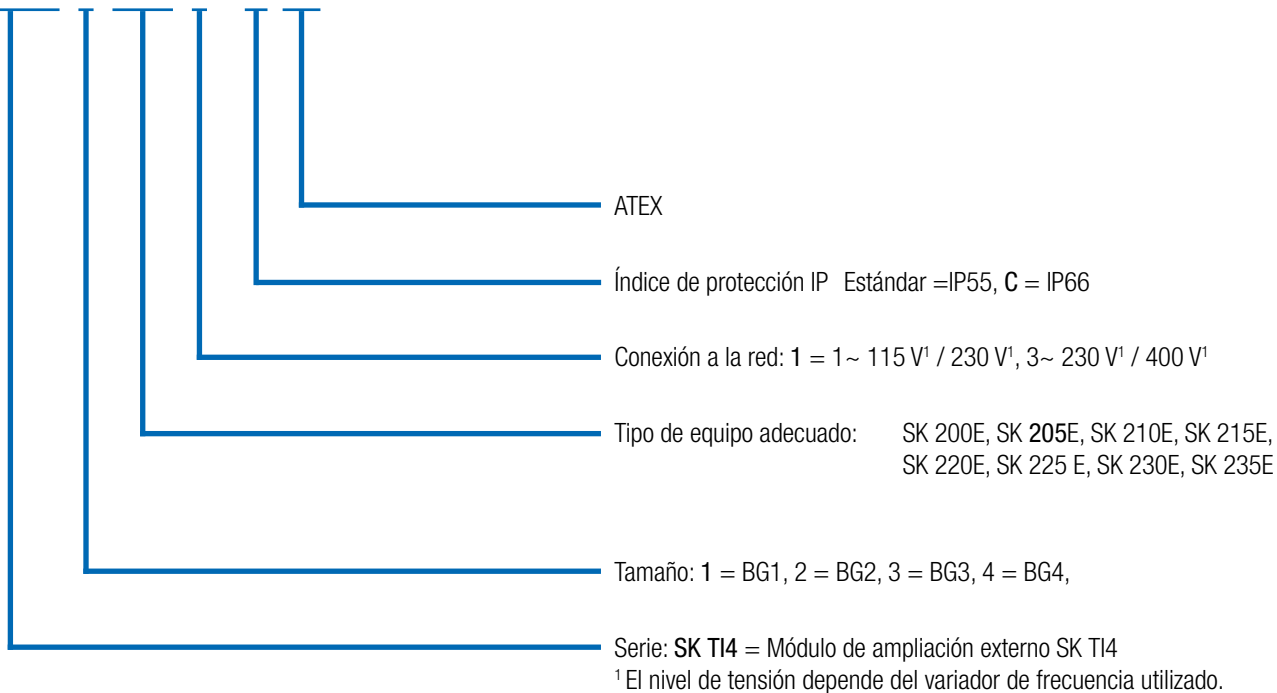 ATEX
Índice de protección IP Estándar =IP55, C = IP66
Conexión a la red: 1 = 1~ 115 V¹ / 230 V¹, 3~ 230 V¹ / 400 V¹
Tipo de equipo adecuado: SK 200E, SK 205E, SK 210E, SK 215E,
SK 220E, SK 225 E, SK 230E, SK 235E
Tamaño: 1 = BG1, 2 = BG2, 3 = BG3, 4 = BG4,
Serie: SK TI4 = Módulo de ampliación externo SK TI4
¹ El nivel de tensión depende del variador de frecuencia utilizado.